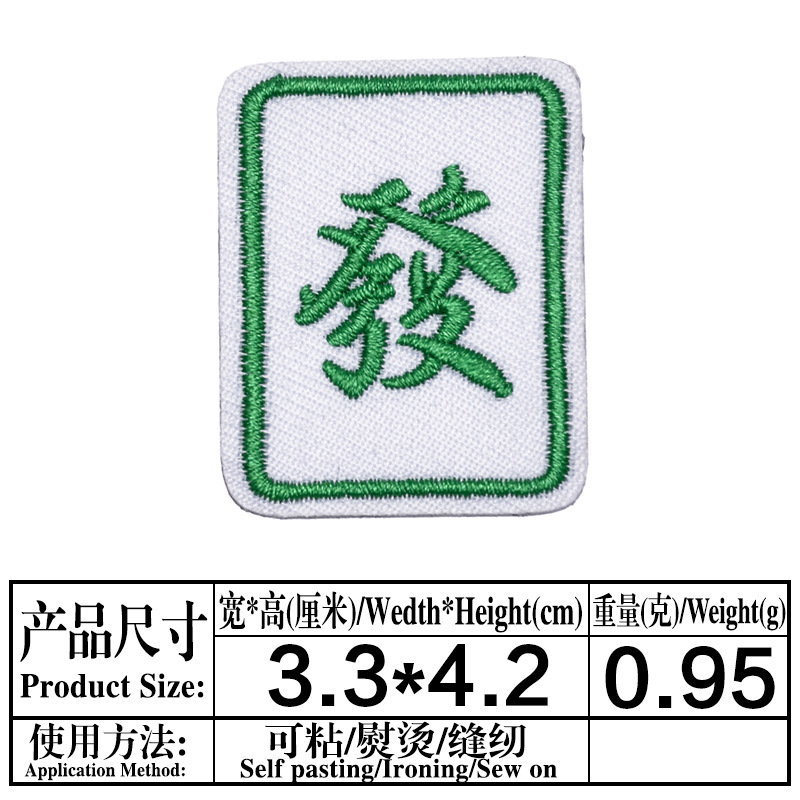 發
宽*高(厘米)/Wedth*Height(cm)
重量(克)/Weight(g)
产品尺寸
Product Size:
3.3*4.2
0.95
使用方法:
Application Method:
可粘/熨烫/缝纫
Self pasting/Ironing/Sew on